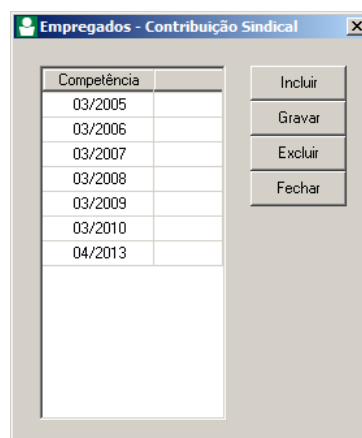 Empregados - Contribuição Sindical
Competência
03/2005
03/2006
03/2007
03/2008
03/2009
03/2010
04/2013
Incluir
Gravar
Excluir
Fechar